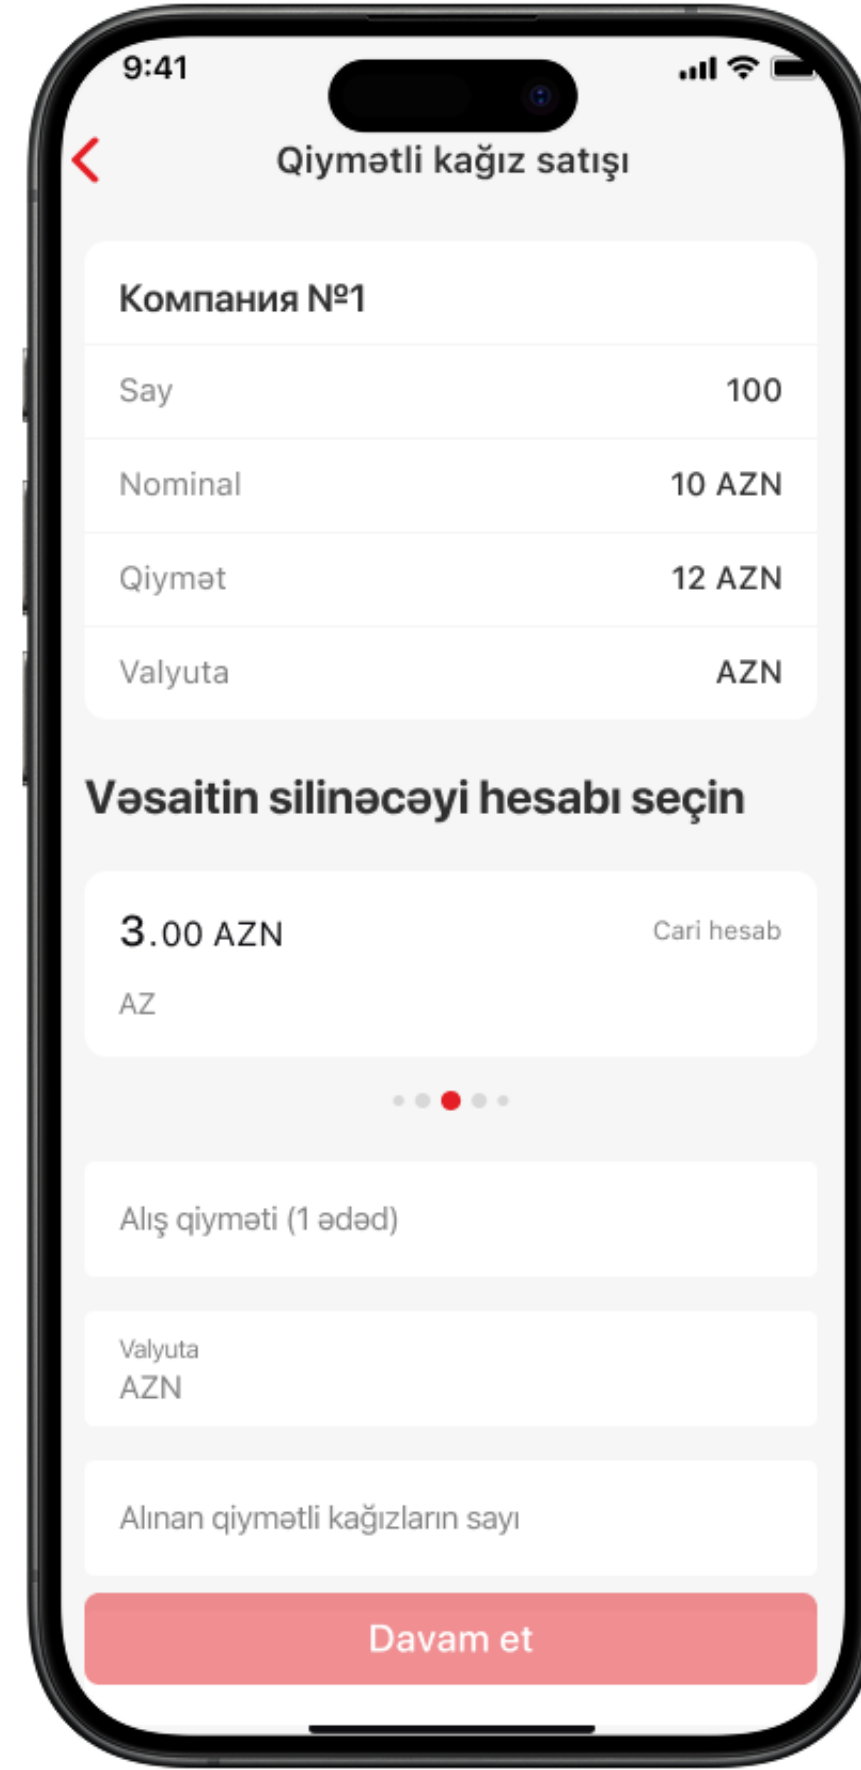 9:41
Qiymətli kağız satışı
Компания №1
Say 100
Nominal 10 AZN
Qiymət 12 AZN
Valyuta AZN
Vəsaitin silinəcəyi hesabı seçin
3.00 AZN Cari hesab
AZ
Alış qiyməti (1 ədəd)
Valyuta
AZN
Alınan qiymətli kağızların sayı
Davam et